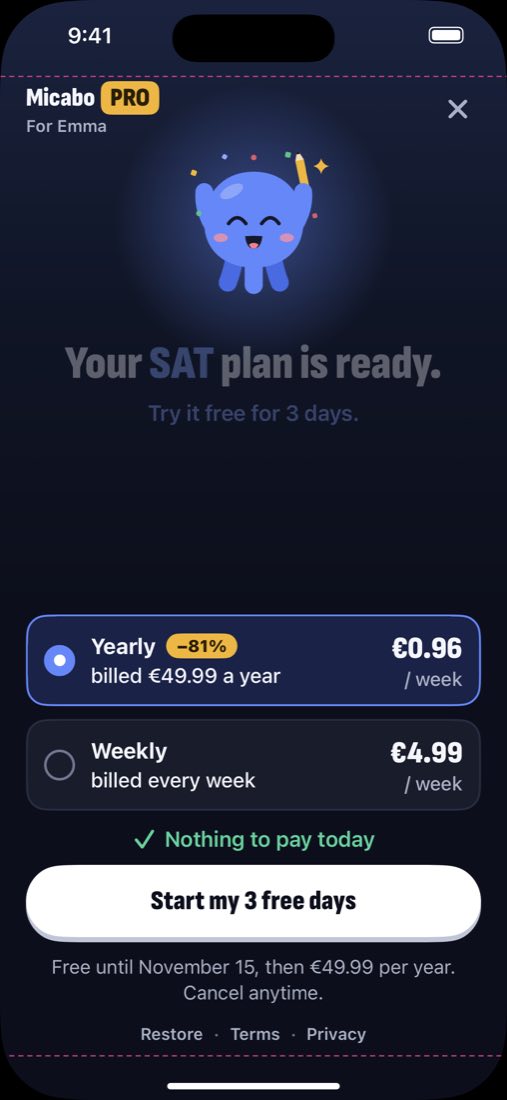 9:41
Micabo PRO
For Emma
Your SAT plan is ready.
Try it free for 3 days.
Yearly −81%
billed €49.99 a year
€0.96
/ week
Weekly
billed every week
€4.99
/ week
Nothing to pay today
Start my 3 free days
Free until November 15, then €49.99 per year.
Cancel anytime.
Restore · Terms · Privacy